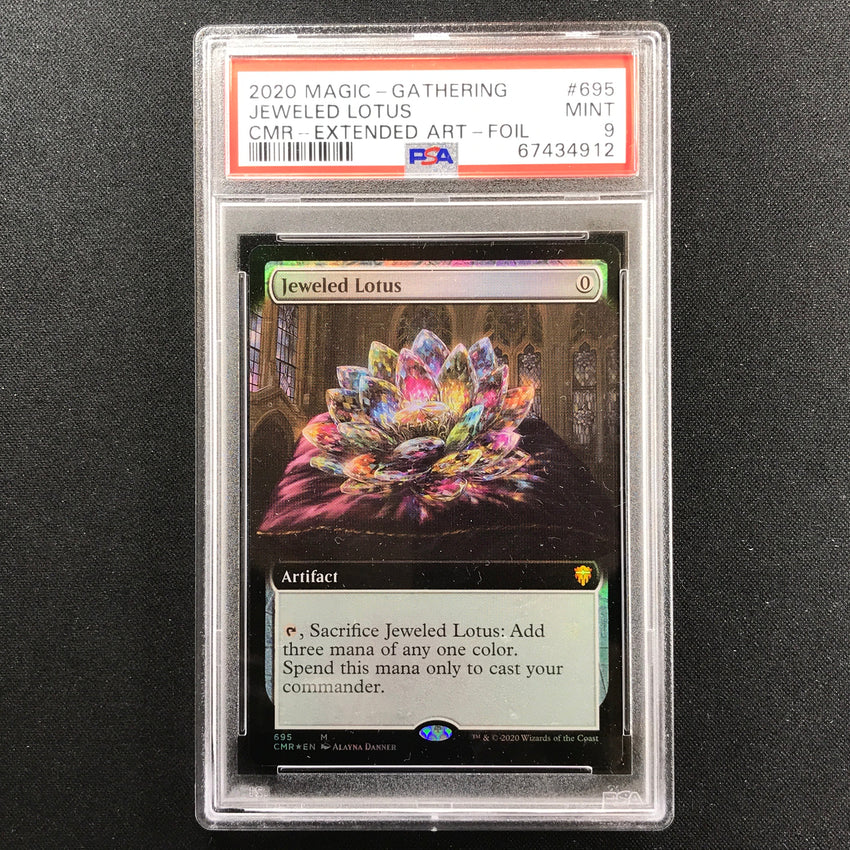 2020 MAGIC - GATHERING #695
JEWELED LOTUS MINT
CMR - EXTENDED ART - FOIL 9
PSA 67434912
Jeweled Lotus 0
Artifact
, Sacrifice Jeweled Lotus: Add
three mana of any one color.
Spend this mana only to cast your
commander.
695 M
CMR★EN Alayna Danner ™ & © 2020 Wizards of the Coast
PSA